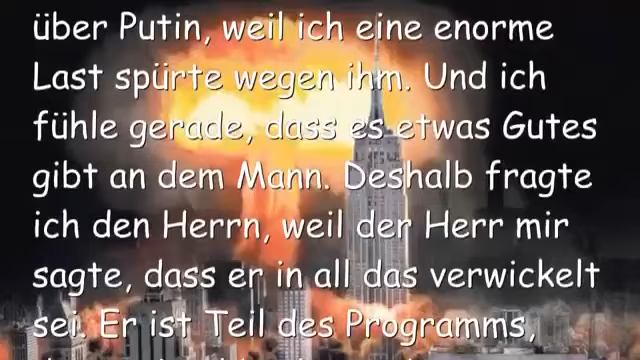 über Putin, weil ich eine enorme
Last spürte wegen ihm. Und ich
fühle gerade, dass es etwas Gutes
gibt an dem Mann. Deshalb fragte
ich den Herrn, weil der Herr mir
sagte, dass er in all das verwickelt
sei. Er ist Teil des Programms,